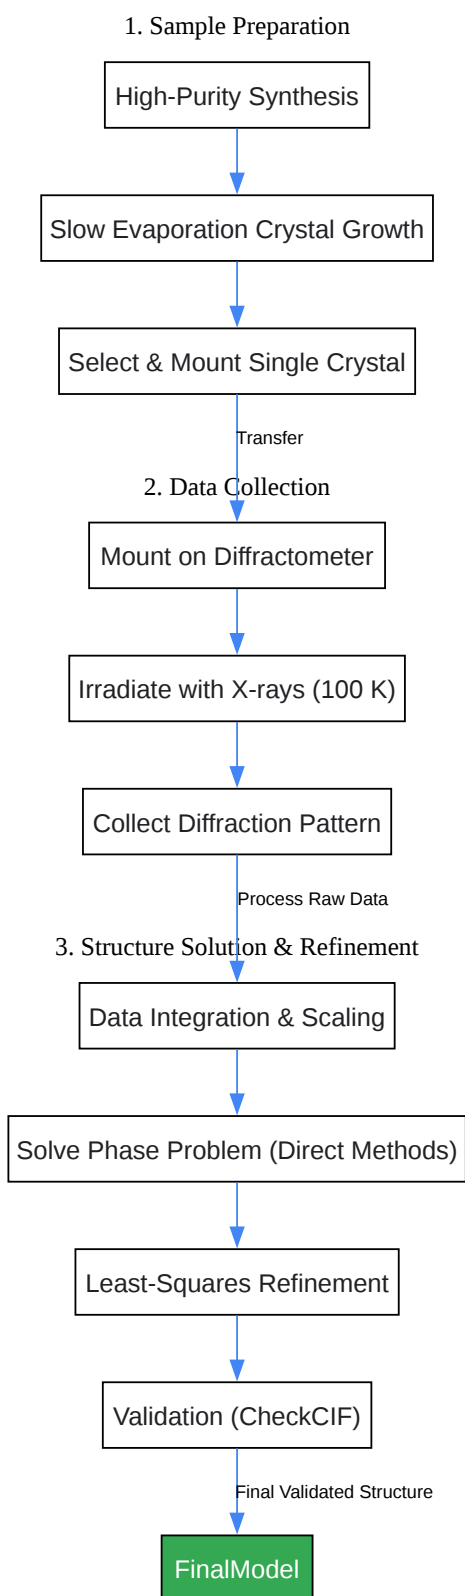 1. Sample Preparation
High-Purity Synthesis
Slow Evaporation Crystal Growth
Select & Mount Single Crystal
Transfer
2. Data Collection
Mount on Diffractometer
Irradiate with X-rays (100 K)
Collect Diffraction Pattern
Process Raw Data
3. Structure Solution & Refinement
Data Integration & Scaling
Solve Phase Problem (Direct Methods)
Least-Squares Refinement
Validation (CheckCIF)
Final Validated Structure
FinalModel